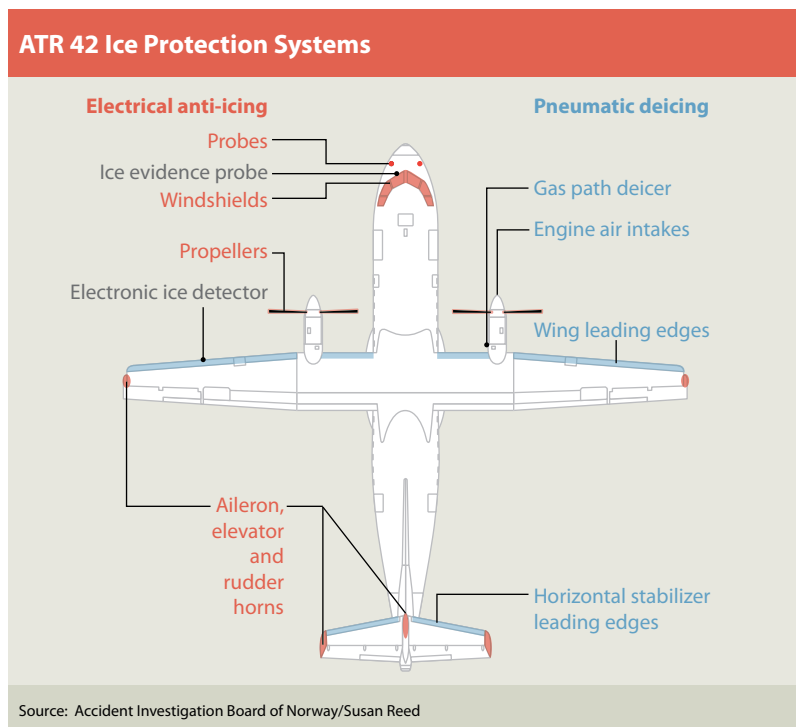 ATR 42 Ice Protection Systems
Electrical anti-icing
Probes
Ice evidence probe
Windshields
Propellers
Electronic ice detector
Aileron,
elevator
and
rudder
horns
Pneumatic deicing
Gas path deicer
Engine air intakes
Wing leading edges
Horizontal stabilizer
leading edges
Source: Accident Investigation Board of Norway/Susan Reed